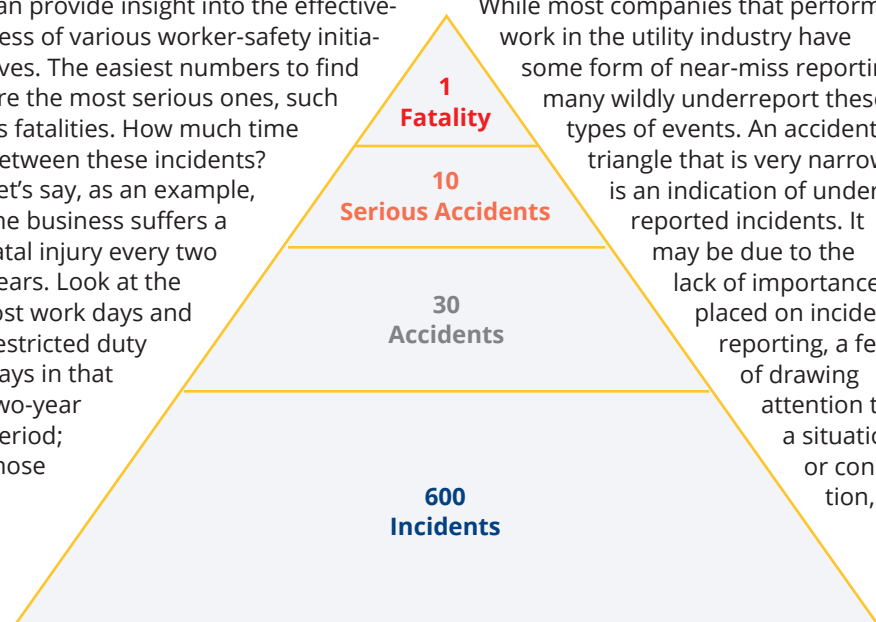 an provide insight into the effective-
ess of various worker-safety initia-
ves. The easiest numbers to find
re the most serious ones, such
s fatalities. How much time
etween these incidents?
et’s say, as an example,
ne business suffers a
atal injury every two
ears. Look at the
ost work days and
estricted duty
ays in that
wo-year
eriod;
hose
1
Fatality
10
Serious Accidents
30
Accidents
600
Incidents
While most companies that perform
work in the utility industry have
some form of near-miss reportin
many wildly underreport these
types of events. An accident
triangle that is very narrow
is an indication of under
reported incidents. It
may be due to the
lack of importance
placed on incide
reporting, a fe
of drawing
attention t
a situatio
or con
tion,